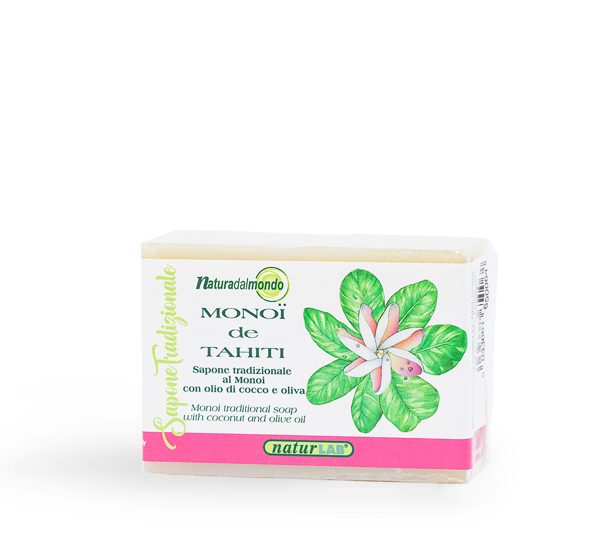 Sapone Tradizionale
Naturadalmondo
MONOÏ
de
TAHITI
Sapone tradizionale
al Monoi
con olio di cocco e oliva
Monoi traditional soap
with coconut and olive oil
naturLAB®